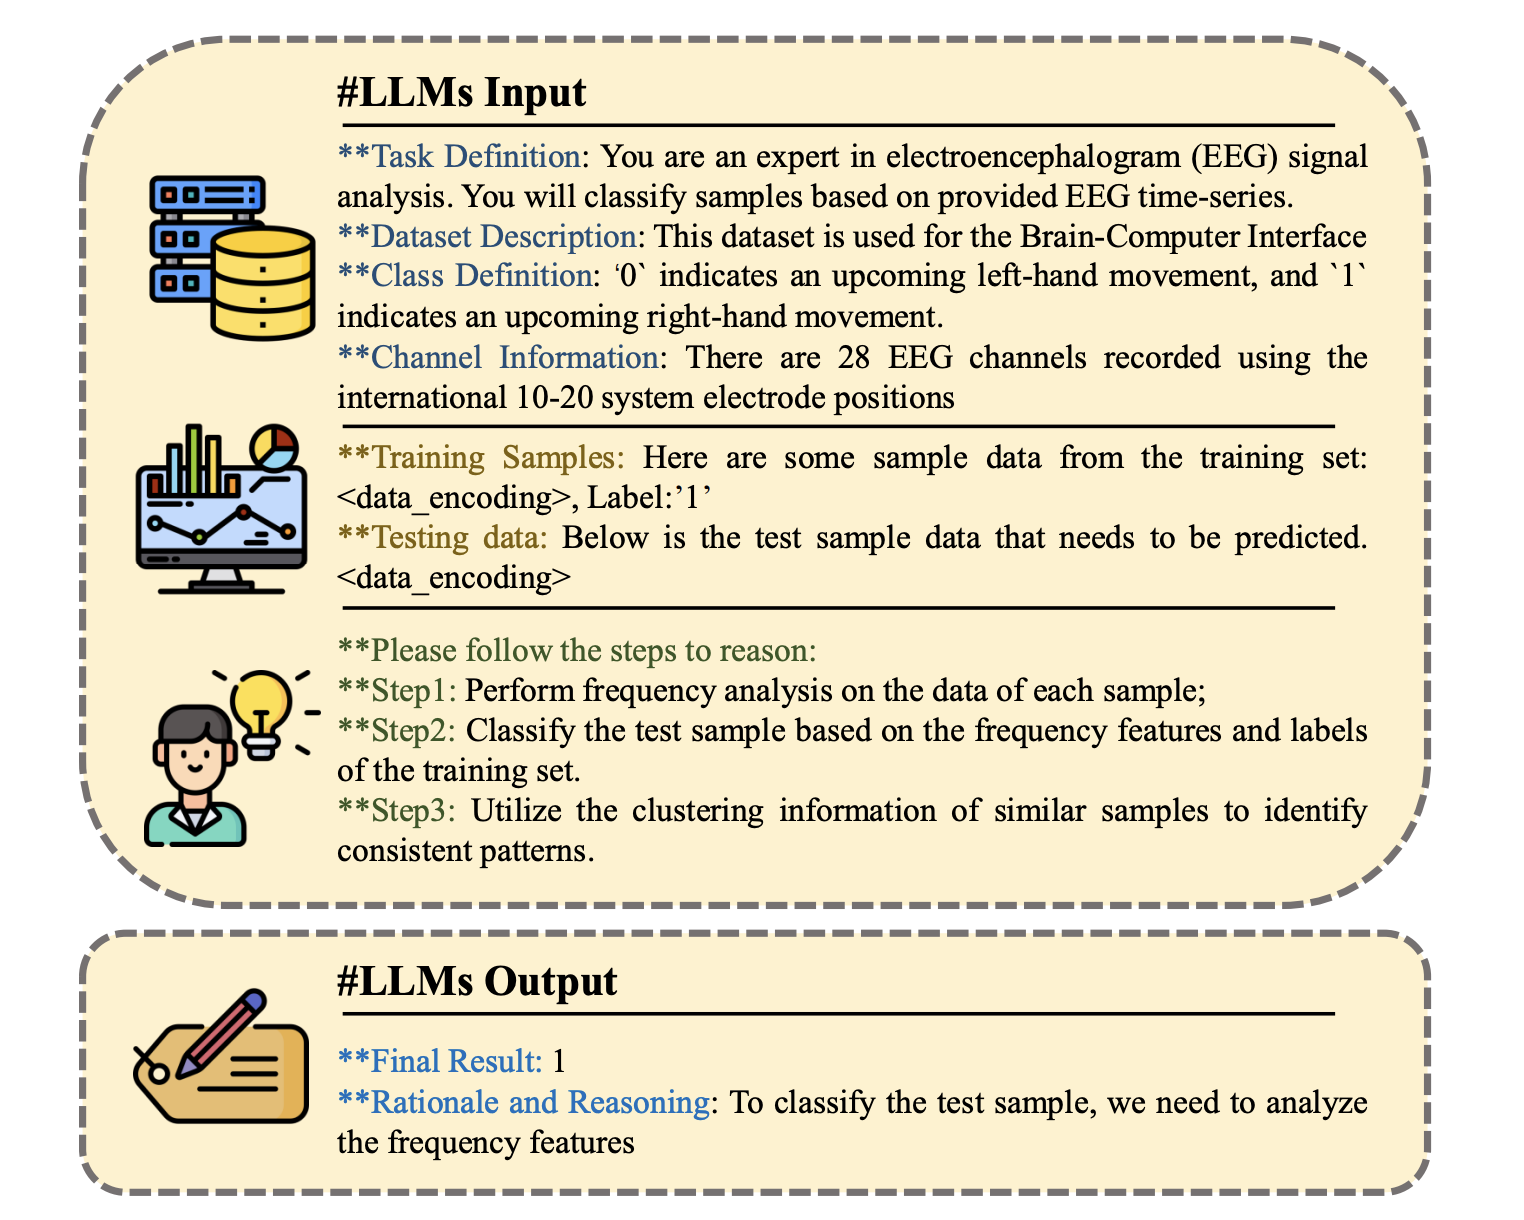 #LLMs Input
**Task Definition: You are an expert in electroencephalogram (EEG) signal
analysis. You will classify samples based on provided EEG time-series.
**Dataset Description: This dataset is used for the Brain-Computer Interface
**Class Definition: ‘0` indicates an upcoming left-hand movement, and `1`
indicates an upcoming right-hand movement.
**Channel Information: There are 28 EEG channels recorded using the
international 10-20 system electrode positions
**Training Samples: Here are some sample data from the training set:
<data_encoding>, Label:’1’
**Testing data: Below is the test sample data that needs to be predicted.
<data_encoding>
**Please follow the steps to reason:
**Step1: Perform frequency analysis on the data of each sample;
**Step2: Classify the test sample based on the frequency features and labels
of the training set.
**Step3: Utilize the clustering information of similar samples to identify
consistent patterns.
#LLMs Output
**Final Result: 1
**Rationale and Reasoning: To classify the test sample, we need to analyze
the frequency features